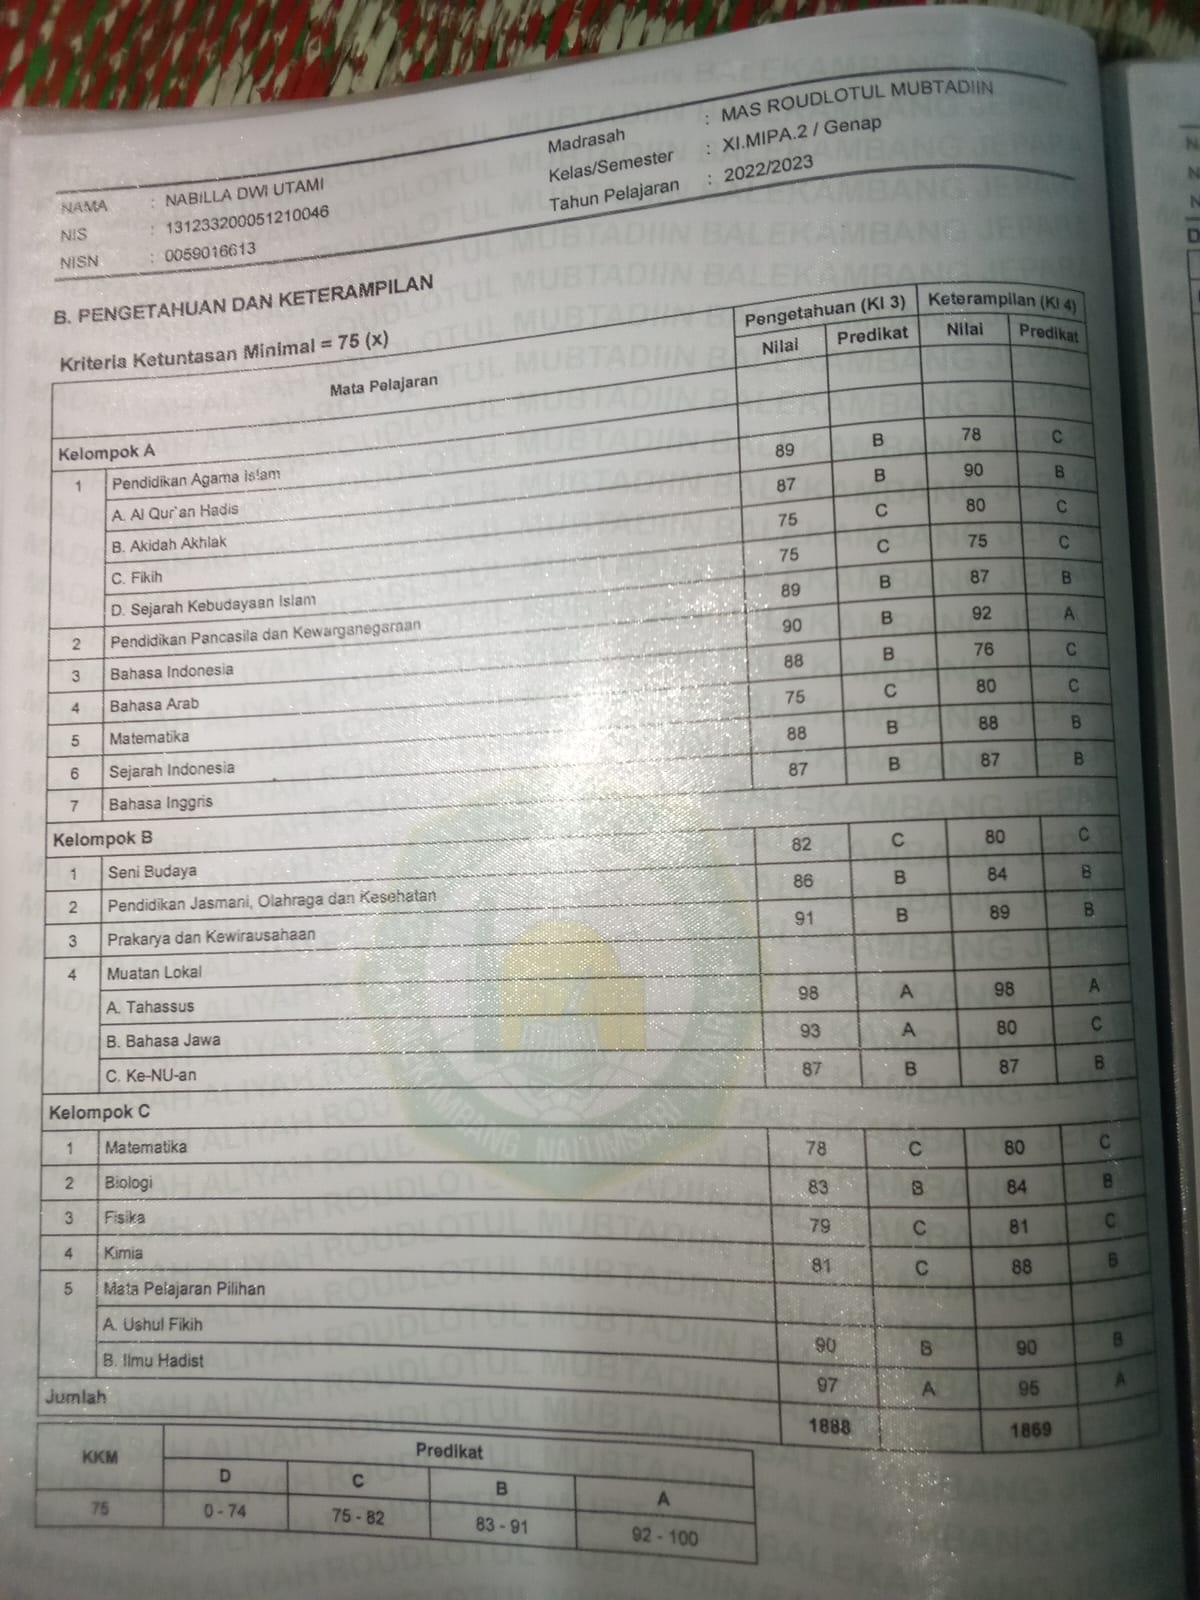 NAMA : NABILLA DWI UTAMI
NIS : 131233200051210046
NISN : 0059016613
Madrasah : MAS ROUDLOTUL MUBTADIIN
Kelas/Semester : XI.MIPA.2 / Genap
Tahun Pelajaran : 2022/2023
B. PENGETAHUAN DAN KETERAMPILAN
Kriteria Ketuntasan Minimal = 75 (x)
Mata Pelajaran Pengetahuan (KI 3) Keterampilan (KI 4)
Nilai Predikat Nilai Predikat
Kelompok A
1 Pendidikan Agama Islam
A. Al Qur`an Hadis 89 B 78 C
B. Akidah Akhlak 87 B 90 B
C. Fikih 75 C 80 C
D. Sejarah Kebudayaan Islam 75 C 75 C
2 Pendidikan Pancasila dan Kewarganegaraan 89 B 87 B
3 Bahasa Indonesia 90 B 92 A
4 Bahasa Arab 88 B 76 C
5 Matematika 75 C 80 C
6 Sejarah Indonesia 88 B 88 B
7 Bahasa Inggris 87 B 87 B
Kelompok B
1 Seni Budaya 82 C 80 C
2 Pendidikan Jasmani, Olahraga dan Kesehatan 86 B 84 B
3 Prakarya dan Kewirausahaan 91 B 89 B
4 Muatan Lokal
A. Tahassus 98 A 98 A
B. Bahasa Jawa 93 A 80 C
C. Ke-NU-an 87 B 87 B
Kelompok C
1 Matematika 78 C 80 C
2 Biologi 83 B 84 B
3 Fisika 79 C 81 C
4 Kimia 81 C 88 B
5 Mata Pelajaran Pilihan
A. Ushul Fikih 90 B 90 B
B. Ilmu Hadist 97 A 95 A
Jumlah 1888 1869
KKM Predikat
D C B A
75 0 - 74 75 - 82 83 - 91 92 - 100